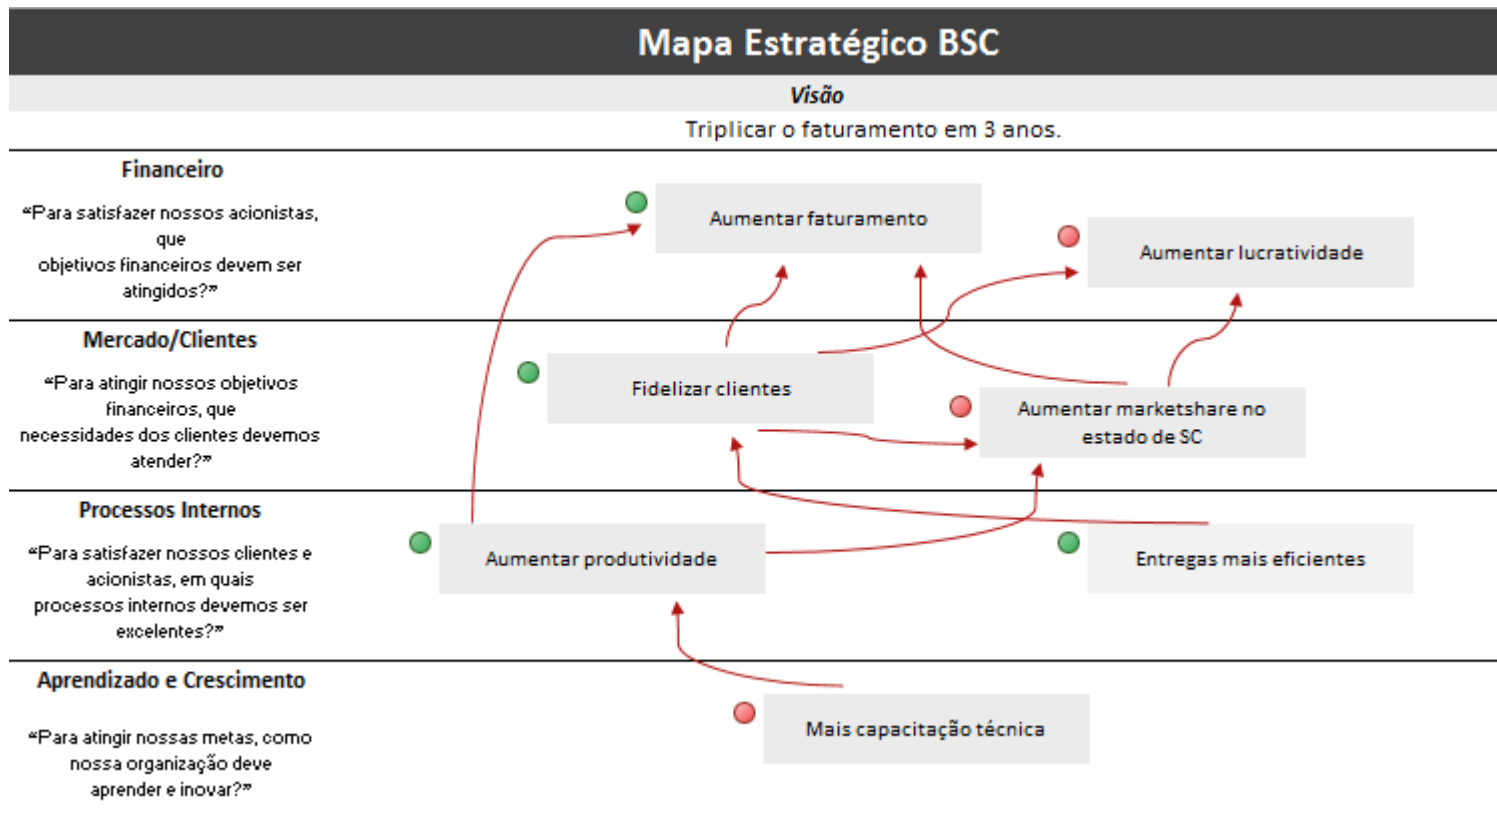 Mapa Estratégico BSC
Visão
Triplicar o faturamento em 3 anos.
Financeiro
“Para satisfazer nossos acionistas,
que
objetivos financeiros devem ser
atingidos?”
Aumentar faturamento
Aumentar lucratividade
Mercado/Clientes
“Para atingir nossos objetivos
financeiros, que
necessidades dos clientes devemos
atender?”
Fidelizar clientes
Aumentar marketshare no
estado de SC
Processos Internos
“Para satisfazer nossos clientes e
acionistas, em quais
processos internos devemos ser
excelentes?”
Aumentar produtividade
Entregas mais eficientes
Aprendizado e Crescimento
“Para atingir nossas metas, como
nossa organização deve
aprender e inovar?”
Mais capacitação técnica